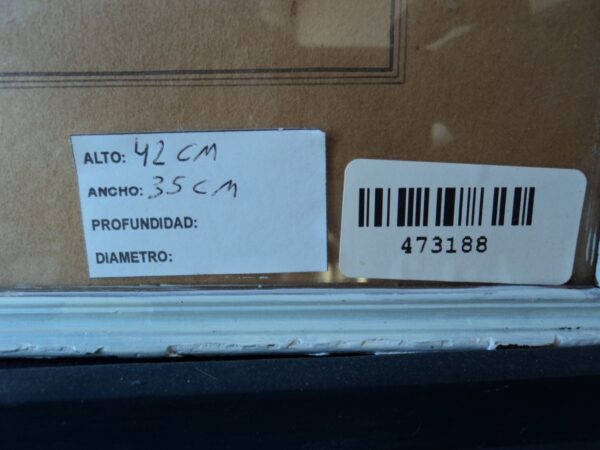 ALTO: 42 CM
ANCHO: 35 CM
PROFUNDIDAD:
DIAMETRO:
473188